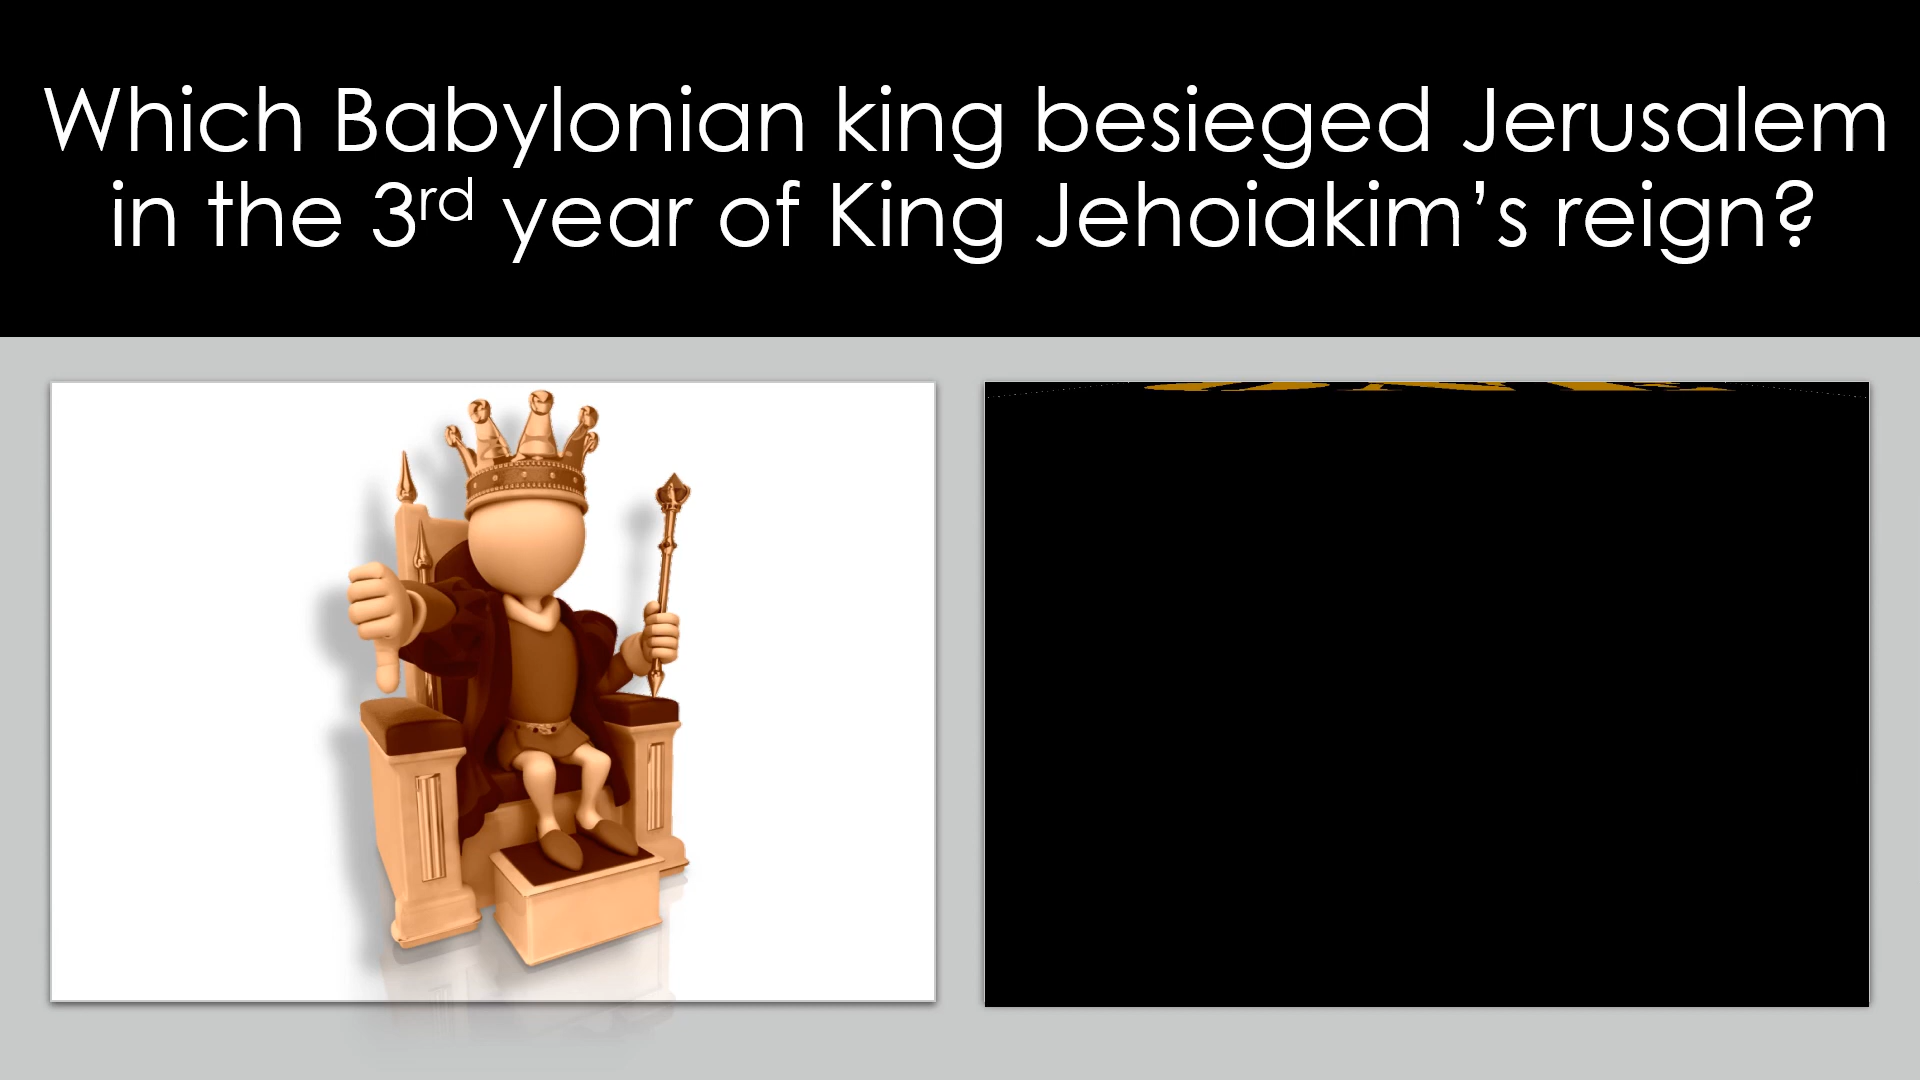 Which Babylonian king besieged Jerusalem
in the 3rd year of King Jehoiakim’s reign?